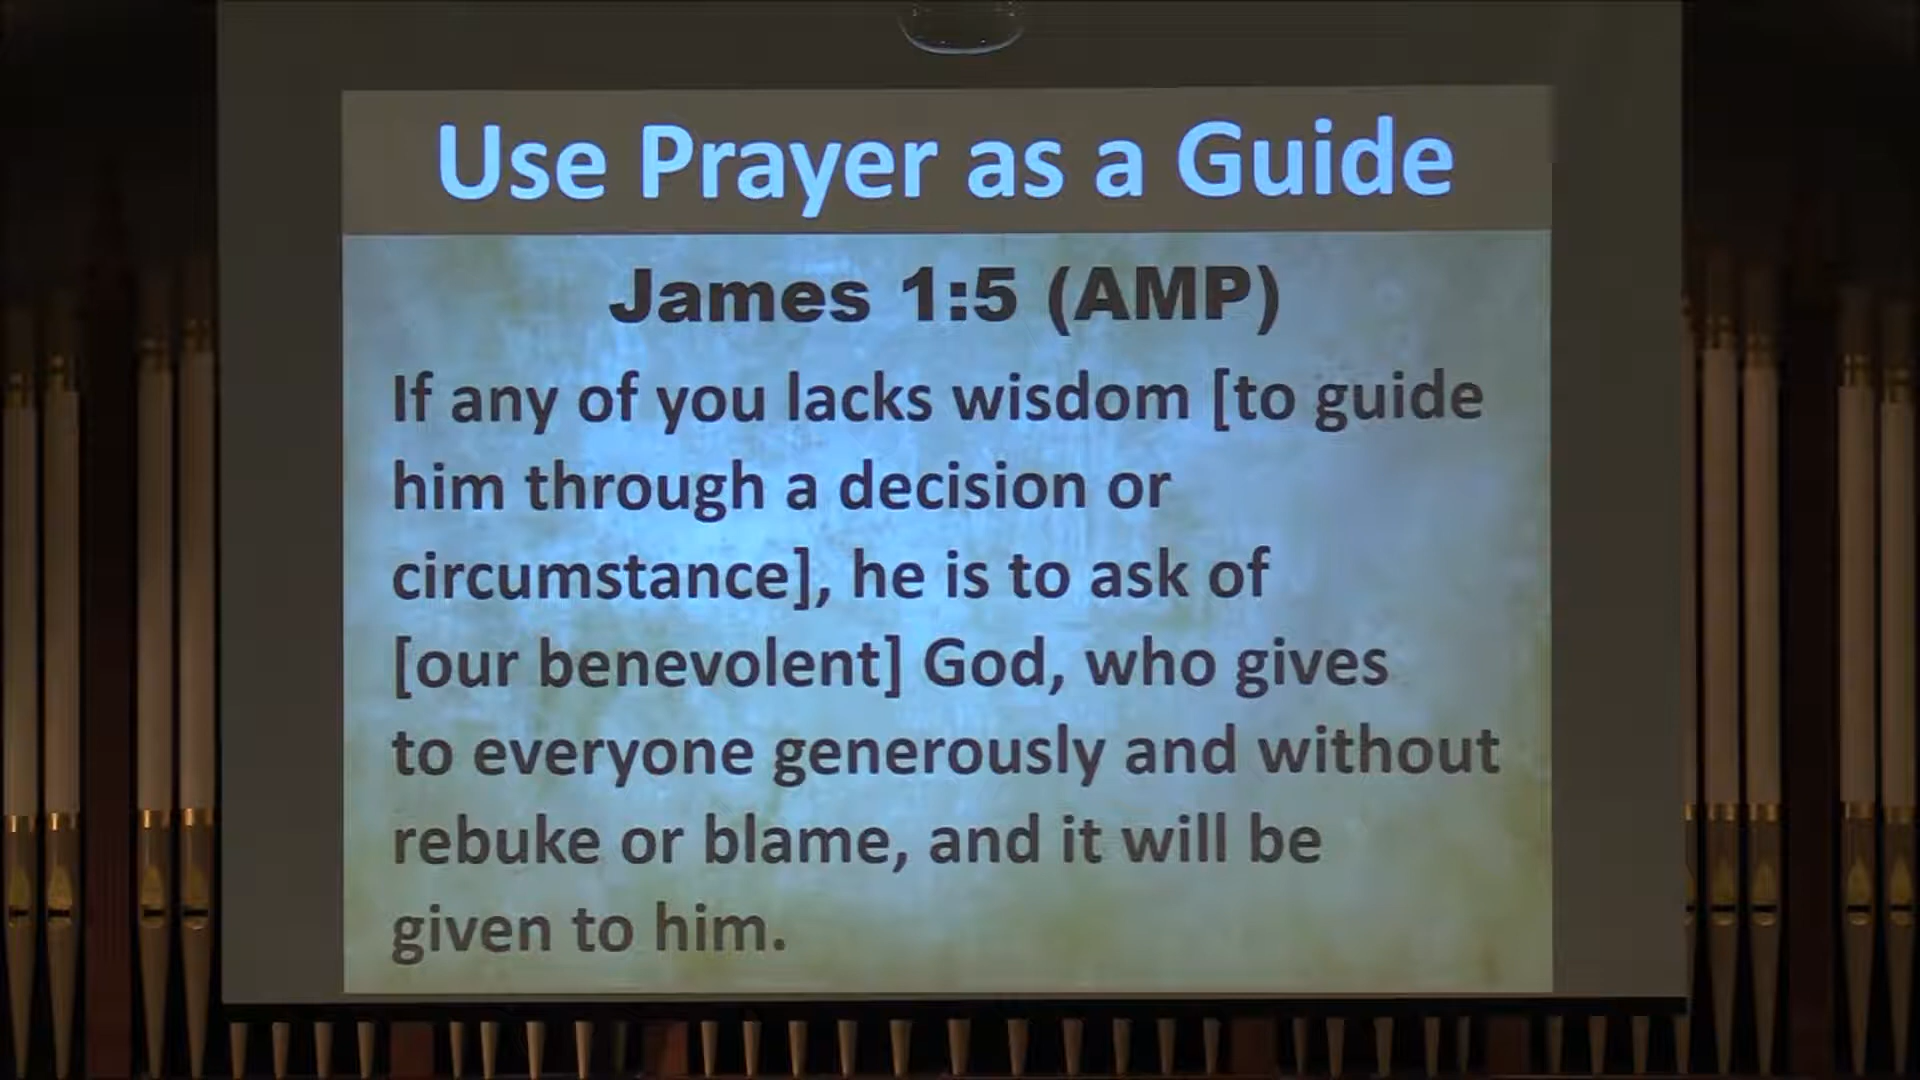 Use Prayer as a Guide
James 1:5 (AMP)
If any of you lacks wisdom [to guide
him through a decision or
circumstance], he is to ask of
[our benevolent] God, who gives
to everyone generously and without
rebuke or blame, and it will be
given to him.